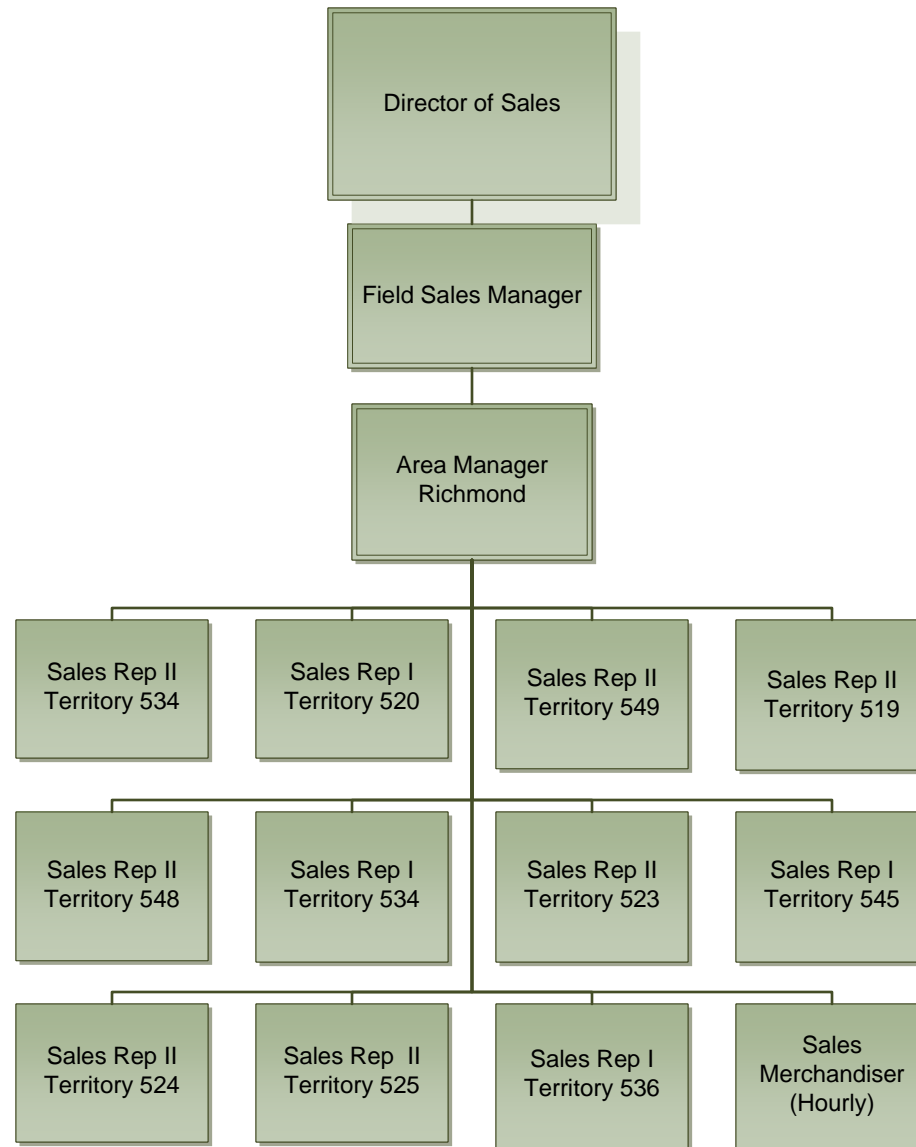 Director of Sales
Field Sales Manager
Area Manager
Richmond
Sales Rep II
Territory 534
Sales Rep I
Territory 520
Sales Rep II
Territory 549
Sales Rep II
Territory 519
Sales Rep II
Territory 548
Sales Rep I
Territory 534
Sales Rep II
Territory 523
Sales Rep I
Territory 545
Sales Rep II
Territory 524
Sales Rep II
Territory 525
Sales Rep I
Territory 536
Sales
Merchandiser
(Hourly)